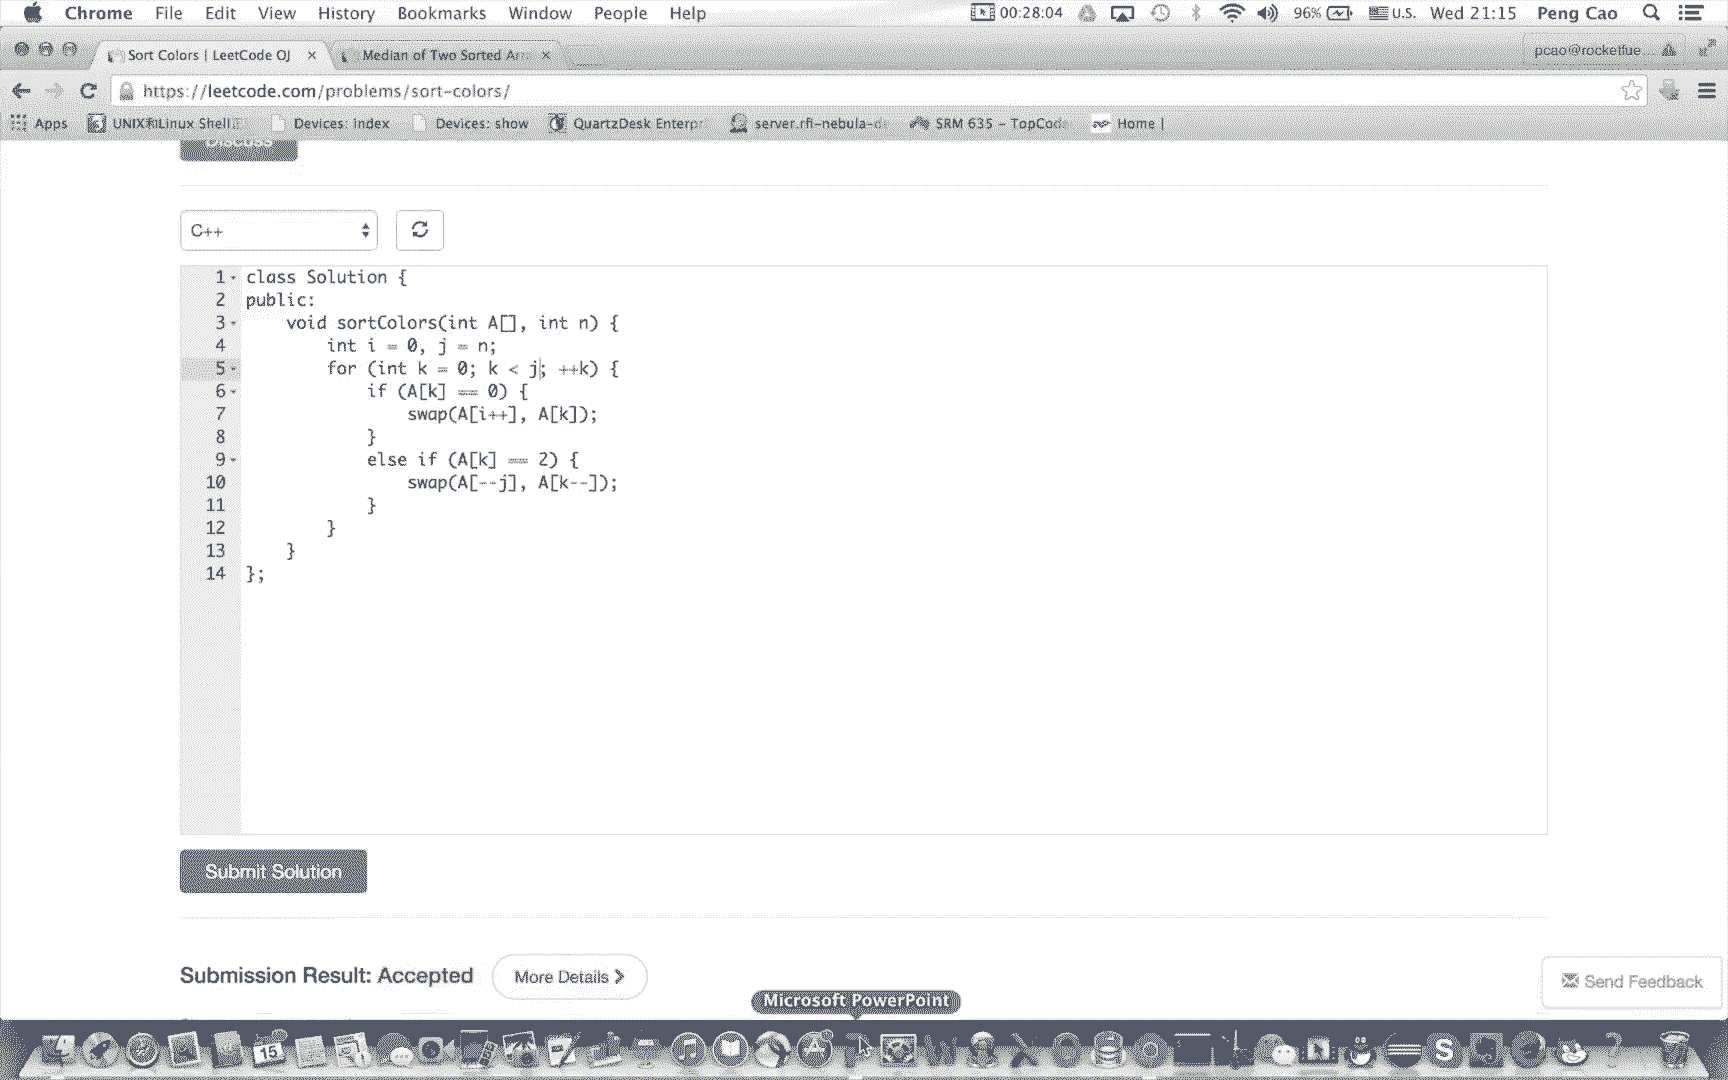 Chrome File Edit View History Bookmarks Window People Help 00:28:04 96% U.S. Wed 21:15 Peng Cao
Sort Colors | LeetCode OJ × Median of Two Sorted Arr × pcao@rocketfue...
https://leetcode.com/problems/sort-colors/
Apps UNIX和Linux Shell Devices: index Devices: show QuartzDesk Enterpr server.rfi-nebula-de SRM 635 - TopCode Home |
Discuss
C++
1 class Solution {
2 public:
3 void sortColors(int A[], int n) {
4 int i = 0, j = n;
5 for (int k = 0; k < j; ++k) {
6 if (A[k] == 0) {
7 swap(A[i++], A[k]);
8 }
9 else if (A[k] == 2) {
10 swap(A[--j], A[k--]);
11 }
12 }
13 }
14 };
Submit Solution
Submission Result: Accepted More Details
Send Feedback
Microsoft PowerPoint
15